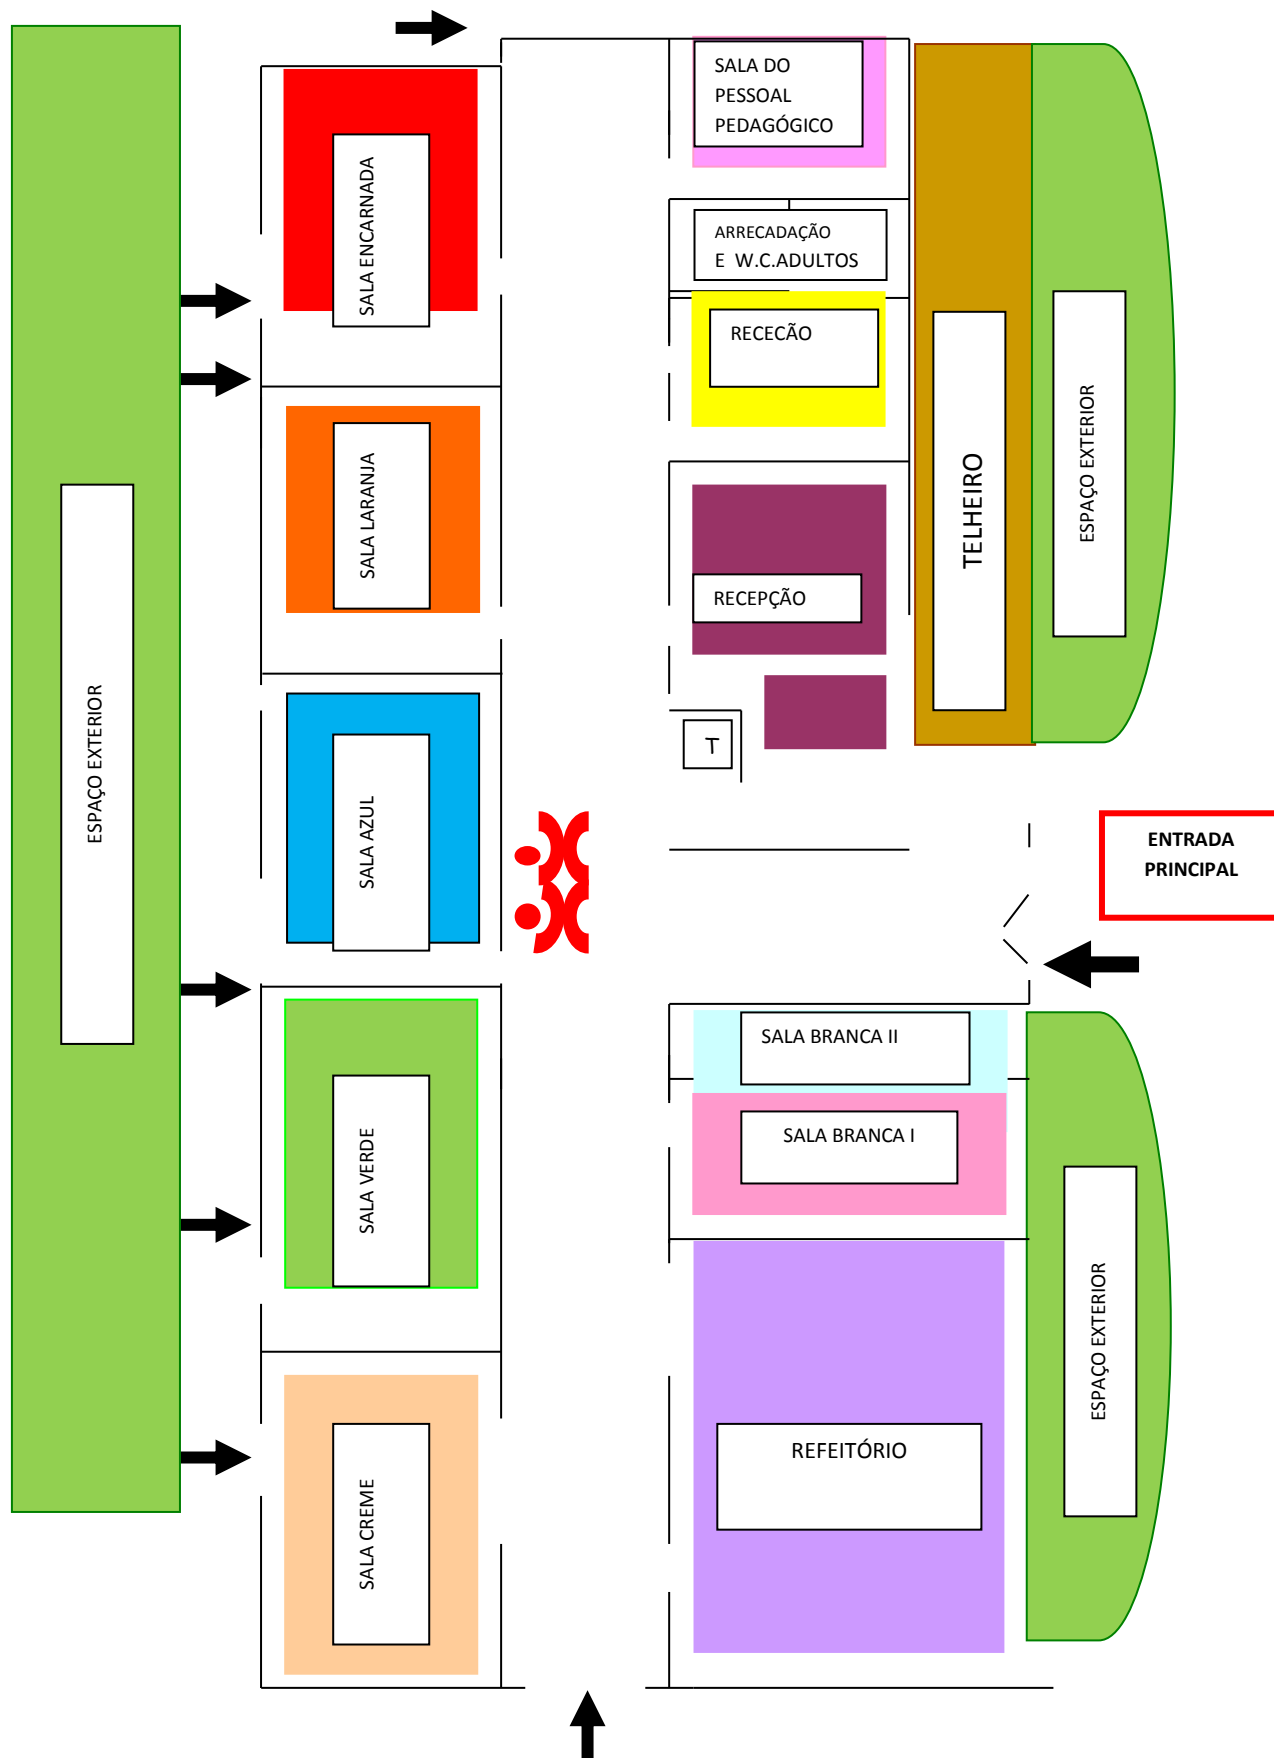 SALA DO
PESSOAL
PEDAGÓGICO
SALA ENCARNADA
ARRECADAÇÃO
E W.C.ADULTOS
RECECÃO
SALA LARANJA
TELHEIRO
ESPAÇO EXTERIOR
RECEPÇÃO
ESPAÇO EXTERIOR
T
SALA AZUL
ENTRADA
PRINCIPAL
SALA BRANCA II
SALA BRANCA I
SALA VERDE
ESPAÇO EXTERIOR
REFEITÓRIO
SALA CREME